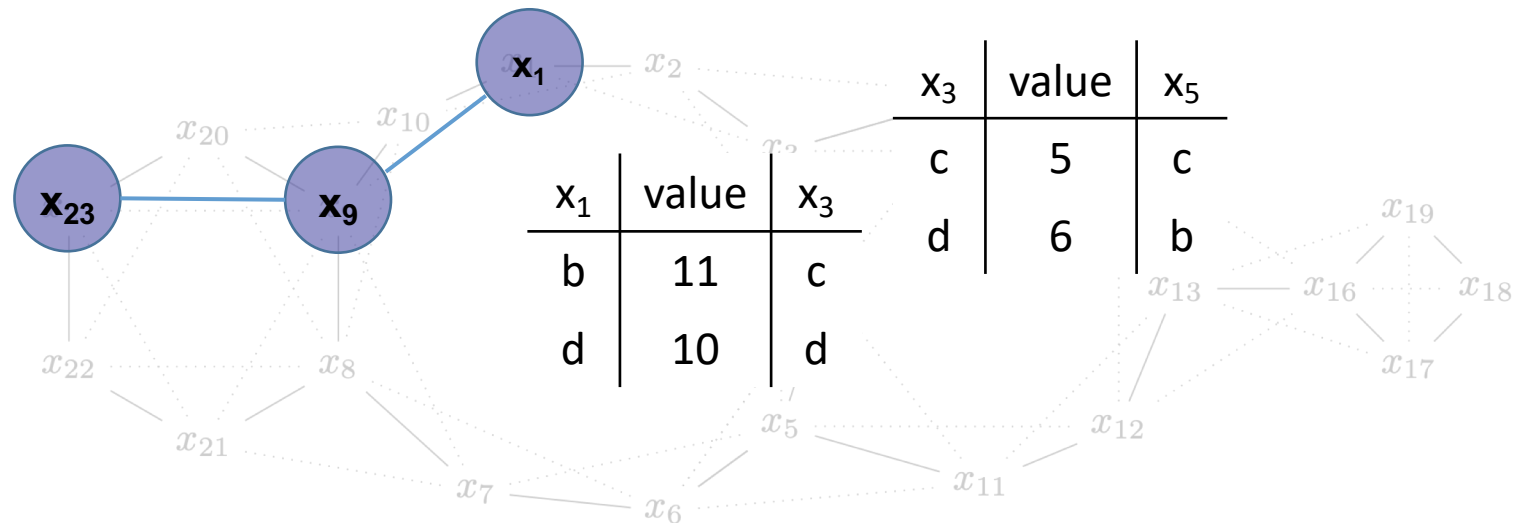 x₁
x₂
x₂₀
x₁₀
x₂₃
x₉
x₃ value x₅
c 5 c
d 6 b
x₁ value x₃
b 11 c
d 10 d
x₁₉
x₁₃
x₁₆
x₁₈
x₁₇
x₂₂
x₈
x₂₁
x₅
x₁₂
x₇
x₆
x₁₁